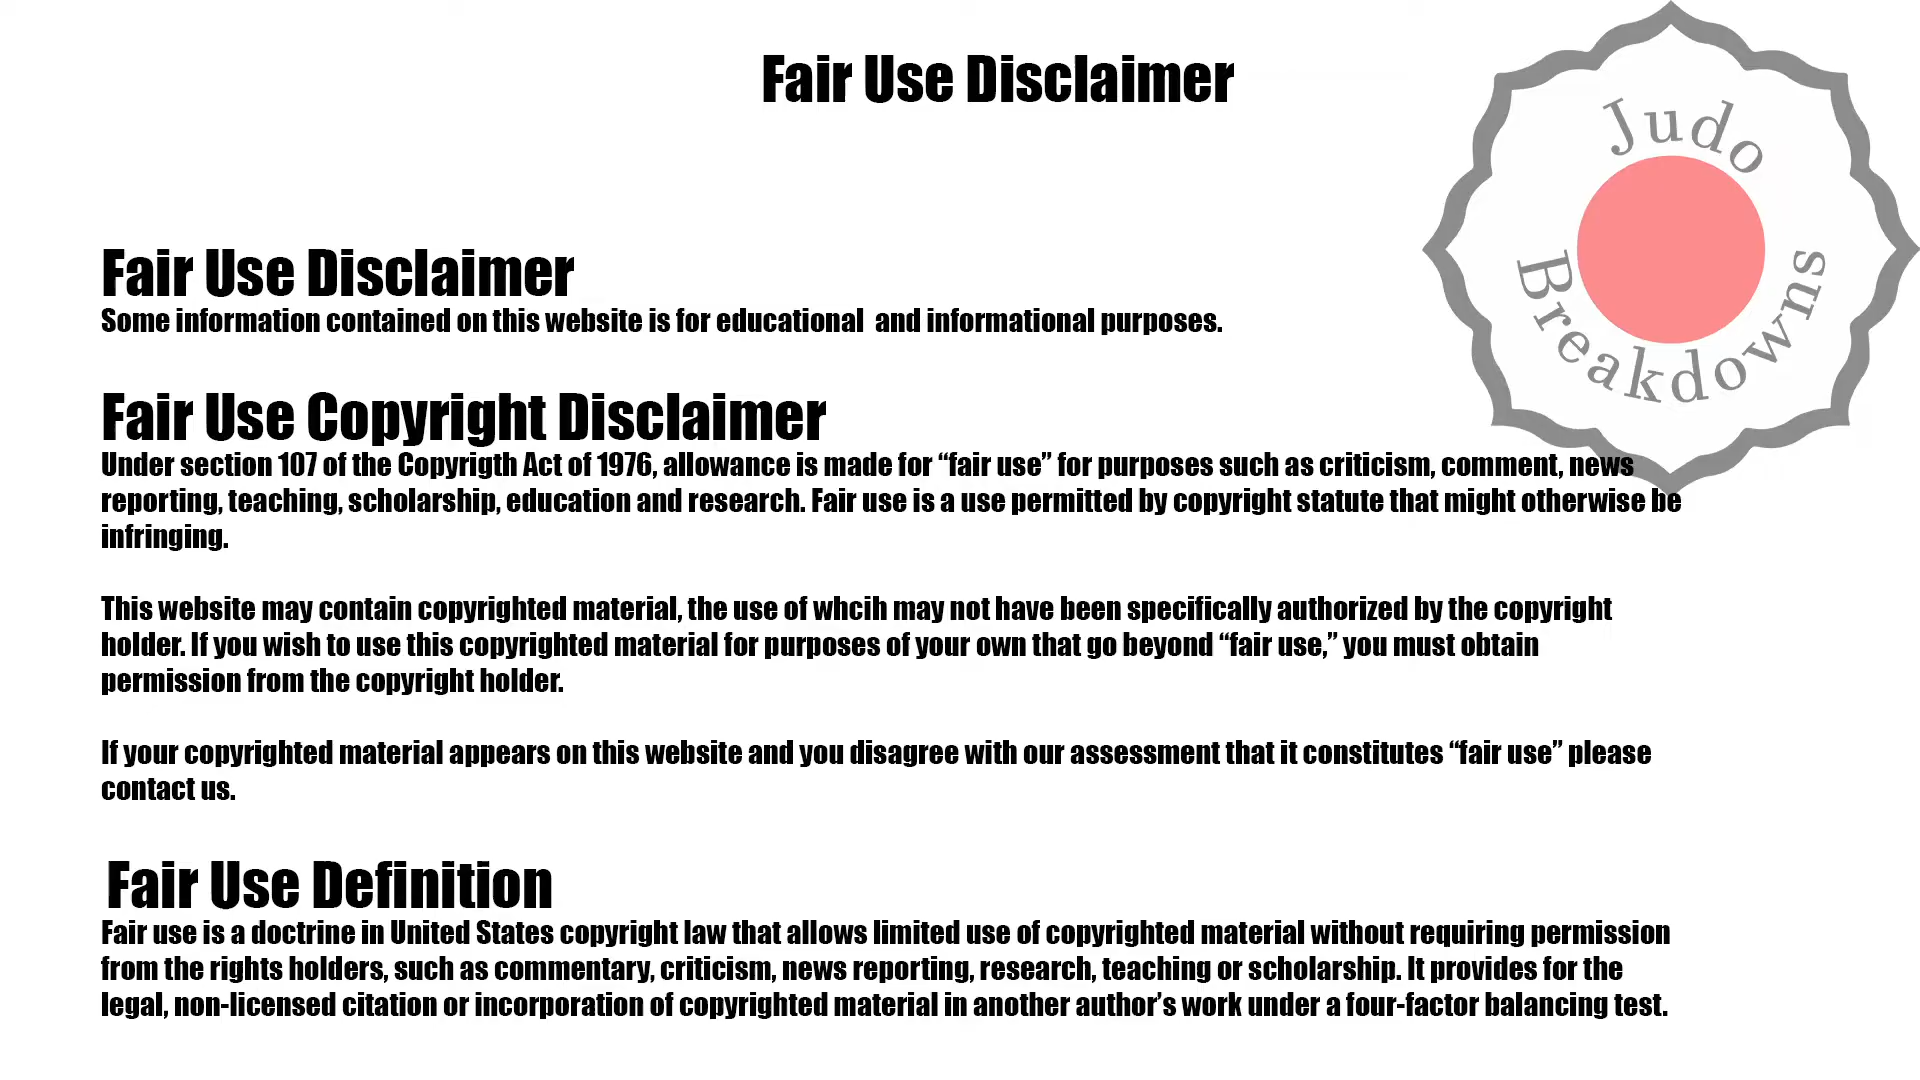 Fair Use Disclaimer
Judo
Breakdowns
Fair Use Disclaimer
Some information contained on this website is for educational  and informational purposes.
Fair Use Copyright Disclaimer
Under section 107 of the Copyrigth Act of 1976, allowance is made for “fair use” for purposes such as criticism, comment, news
reporting, teaching, scholarship, education and research. Fair use is a use permitted by copyright statute that might otherwise be
infringing.
This website may contain copyrighted material, the use of whcih may not have been specifically authorized by the copyright
holder. If you wish to use this copyrighted material for purposes of your own that go beyond “fair use,” you must obtain
permission from the copyright holder.
If your copyrighted material appears on this website and you disagree with our assessment that it constitutes “fair use” please
contact us.
Fair Use Definition
Fair use is a doctrine in United States copyright law that allows limited use of copyrighted material without requiring permission
from the rights holders, such as commentary, criticism, news reporting, research, teaching or scholarship. It provides for the
legal, non-licensed citation or incorporation of copyrighted material in another author’s work under a four-factor balancing test.